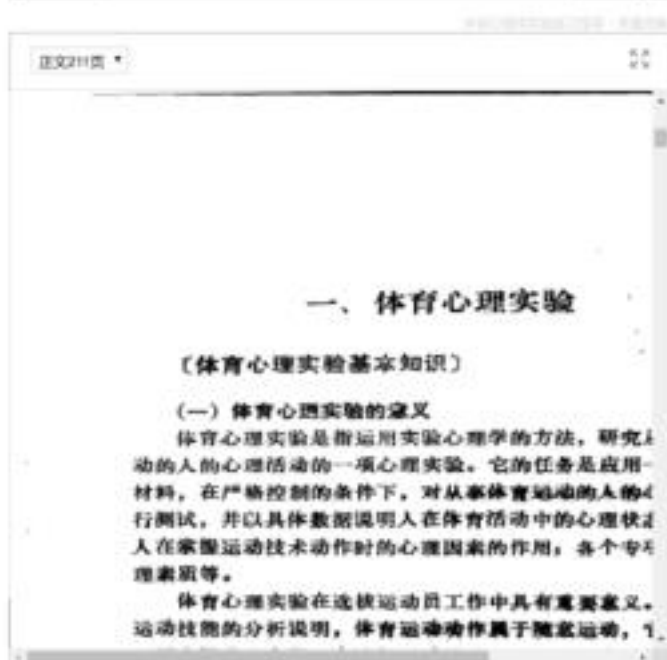 正文211页
一、体育心理实验
〔体育心理实验基本知识〕
（一）体育心理实验的意义
体育心理实验是指运用实验心理学的方法，研究从
动的人的心理活动的一项心理实验。它的任务是应用一
材料，在严格控制的条件下，对从事体育运动的人的心
行测试，并以具体数据说明人在体育活动中的心理状态
人在掌握运动技术动作时的心理因素的作用；各个专项
理素质等。
体育心理实验在选拔运动员工作中具有重要意义。
运动技能的分析说明，体育运动动作属于随意运动，